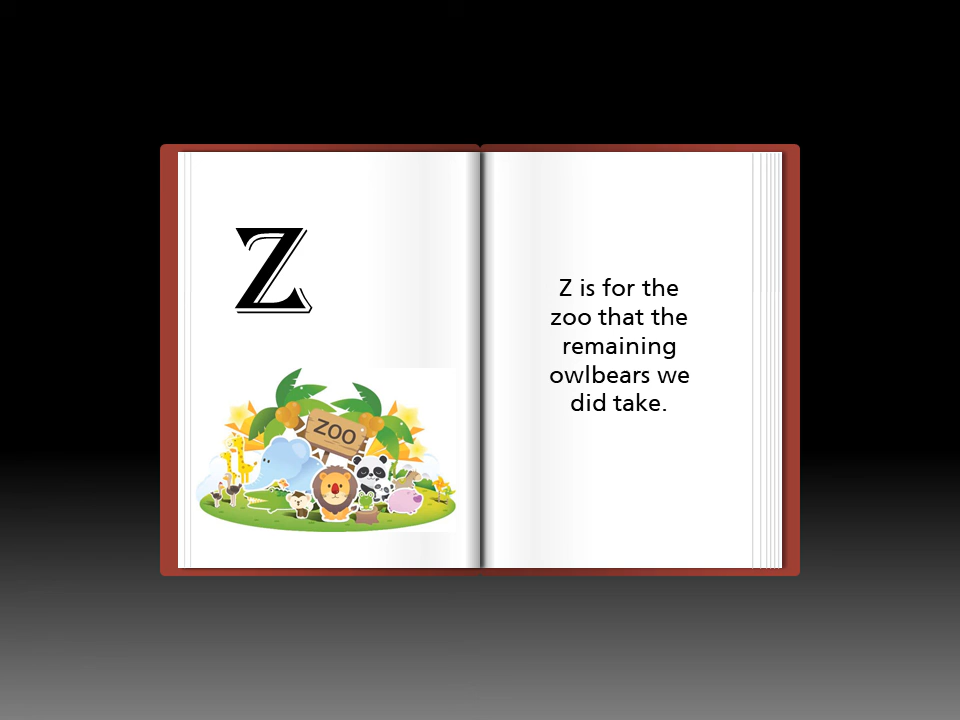 Z
ZOO
Z is for the
zoo that the
remaining
owlbears we
did take.